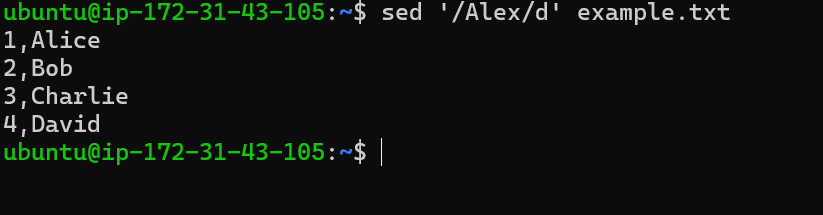 ubuntu@ip-172-31-43-105:~$ sed '/Alex/d' example.txt
1,Alice
2,Bob
3,Charlie
4,David
ubuntu@ip-172-31-43-105:~$